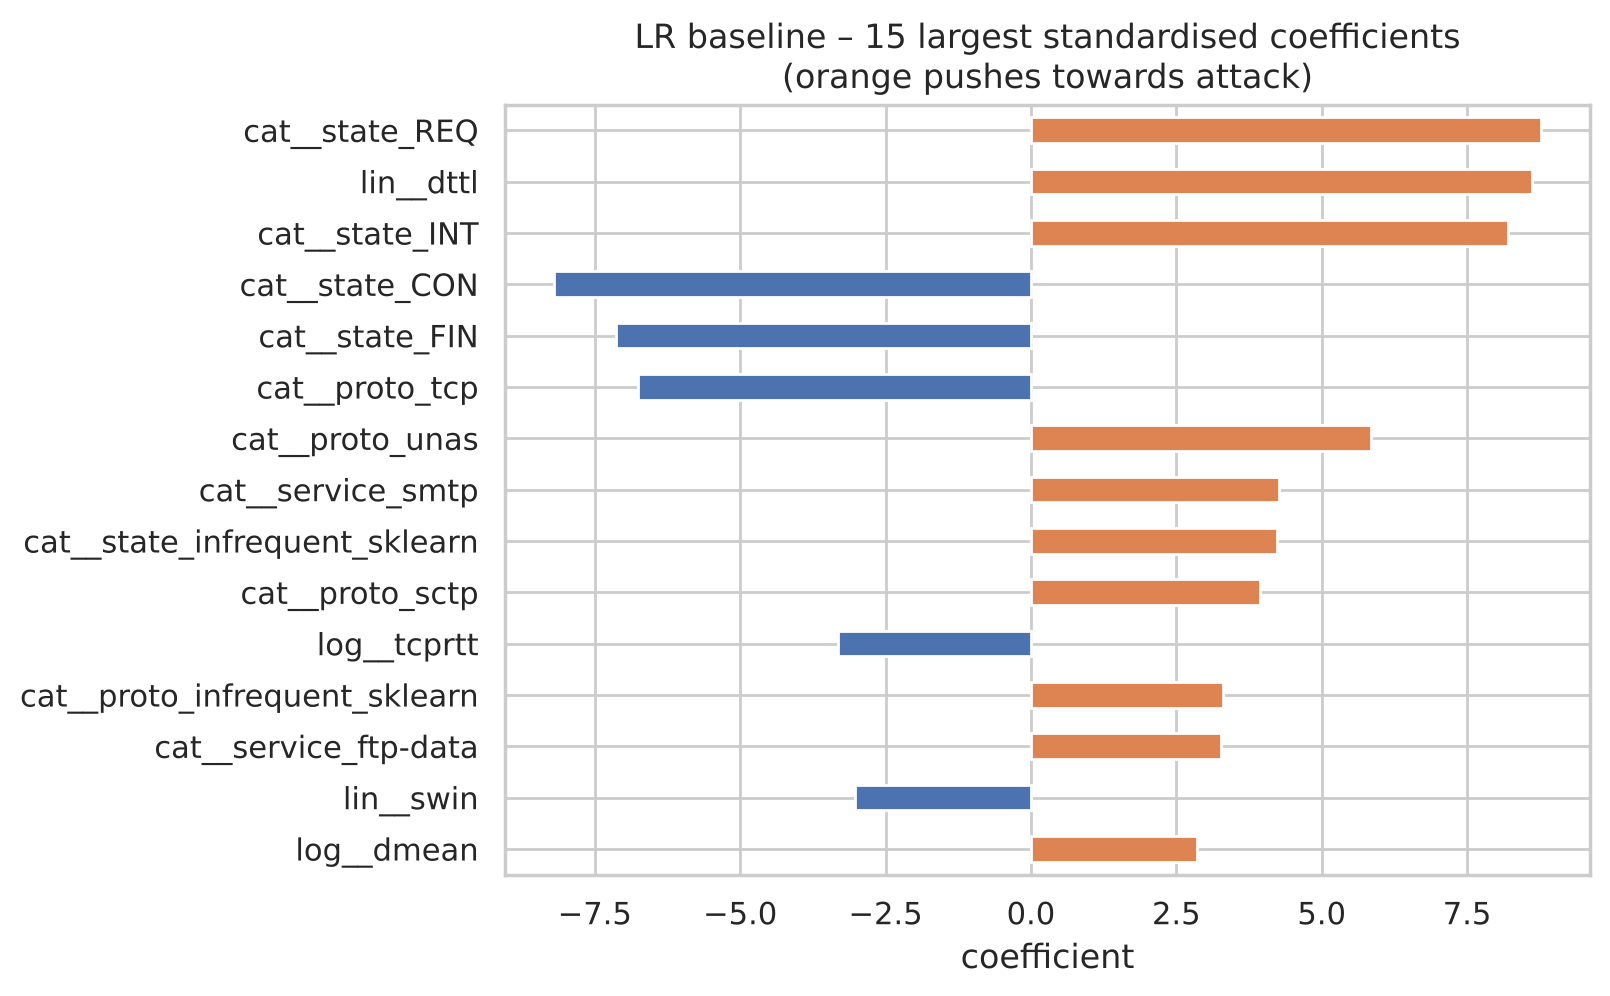 LR baseline – 15 largest standardised coefficients
(orange pushes towards attack)
cat__state_REQ
lin__dttl
cat__state_INT
cat__state_CON
cat__state_FIN
cat__proto_tcp
cat__proto_unas
cat__service_smtp
cat__state_infrequent_sklearn
cat__proto_sctp
log__tcprtt
cat__proto_infrequent_sklearn
cat__service_ftp-data
lin__swin
log__dmean
−7.5 −5.0 −2.5 0.0 2.5 5.0 7.5
coefficient